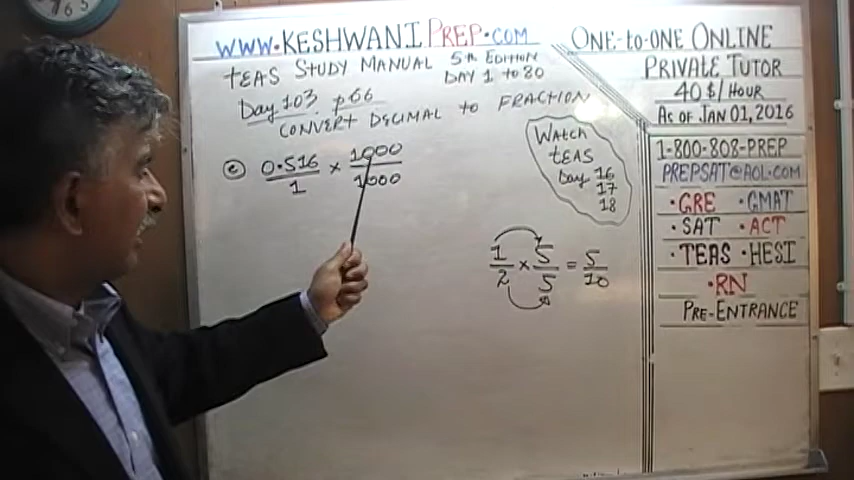 WWW.KESHWANIPREP.COM
TEAS STUDY MANUAL 5th EDITION
DAY 1 TO 80
Day 103. p66
CONVERT DECIMAL to FRACTION
e 0.516/1 × 1000/1000
Watch
TEAS
Day 16
17
18
1/2 × 5/5 = 5/10
ONE-to-ONE ONLINE
PRIVATE TUTOR
40 $/HOUR
AS OF JAN 01, 2016
1-800-808-PREP
PREPSAT@AOL.COM
•GRE •GMAT
•SAT •ACT
•TEAS •HESI
•RN
PRE-ENTRANCE